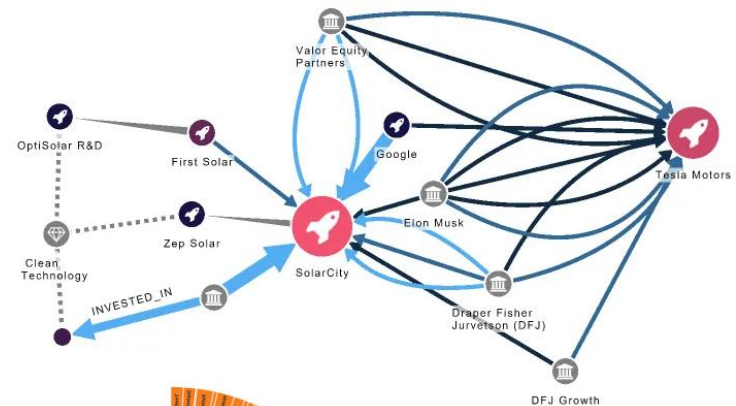 Valor Equity
Partners
OptiSolar R&D
First Solar
Google
Tesla Motors
Zep Solar
Elon Musk
Clean
Technology
SolarCity
INVESTED_IN
Draper Fisher
Jurvetson (DFJ)
DFJ Growth